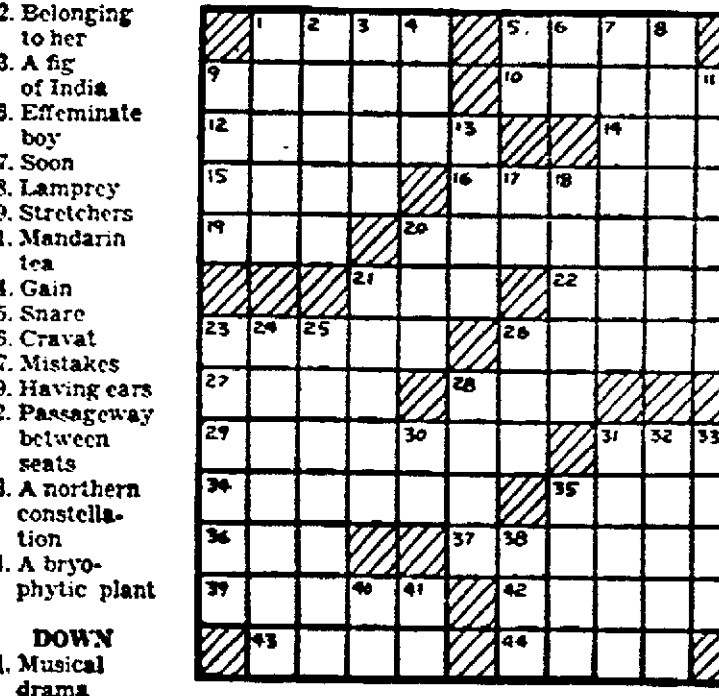 2. Belonging
to her
3. A fig
of India
6. Effeminate
boy
7. Soon
8. Lamprey
9. Stretchers
1. Mandarin
tea
4. Gain
5. Snare
6. Cravat
7. Mistakes
9. Having ears
2. Passageway
between
seats
3. A northern
constella-
tion
4. A bryo-
phytic plant
DOWN
1. Musical
drama
1 2 3 4 5 6 7 8
9 10 11
12 13 14
15 16 17 18
19 20
21 22
23 24 25 26
27 28
29 30 31 32 33
34 35
36 37 38
39 40 41 42
43 44